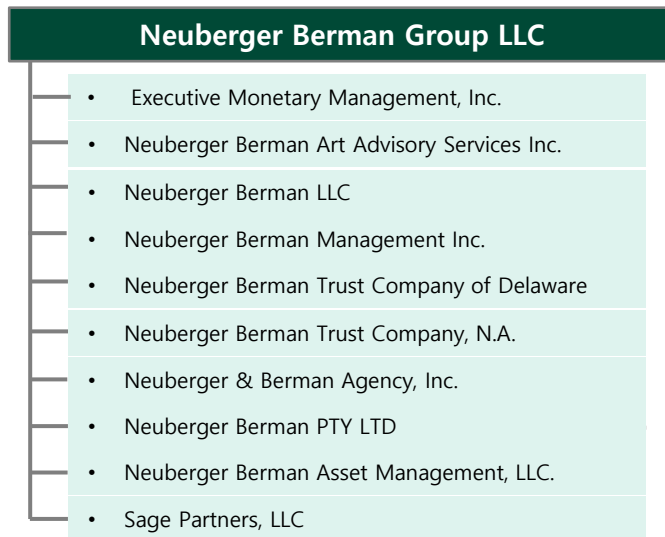 Neuberger Berman Group LLC
• Executive Monetary Management, Inc.
• Neuberger Berman Art Advisory Services Inc.
• Neuberger Berman LLC
• Neuberger Berman Management Inc.
• Neuberger Berman Trust Company of Delaware
• Neuberger Berman Trust Company, N.A.
• Neuberger & Berman Agency, Inc.
• Neuberger Berman PTY LTD
• Neuberger Berman Asset Management, LLC.
• Sage Partners, LLC